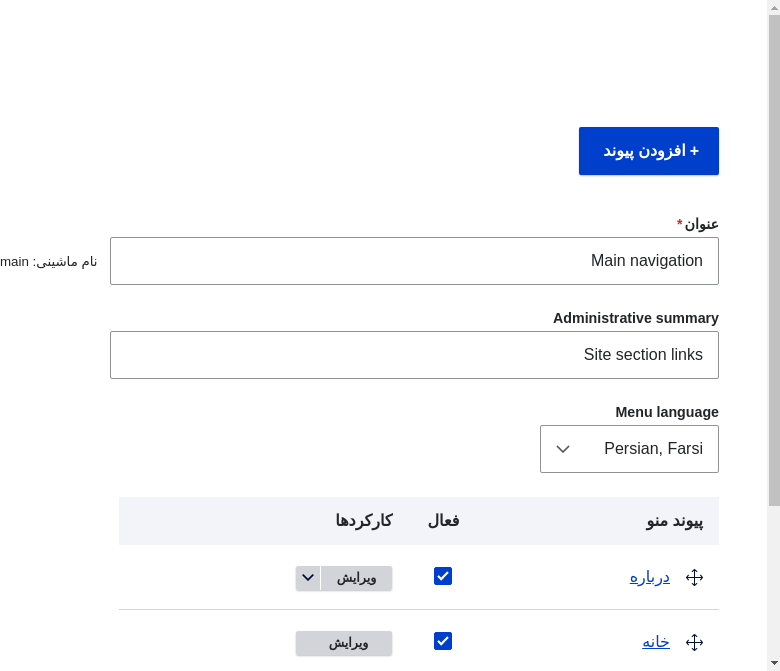 + افزودن پیوند
عنوان *
Main navigation
نام ماشینی: main
Administrative summary
Site section links
Menu language
Persian, Farsi
پیوند منو فعال کارکردها
درباره ویرایش
خانه ویرایش